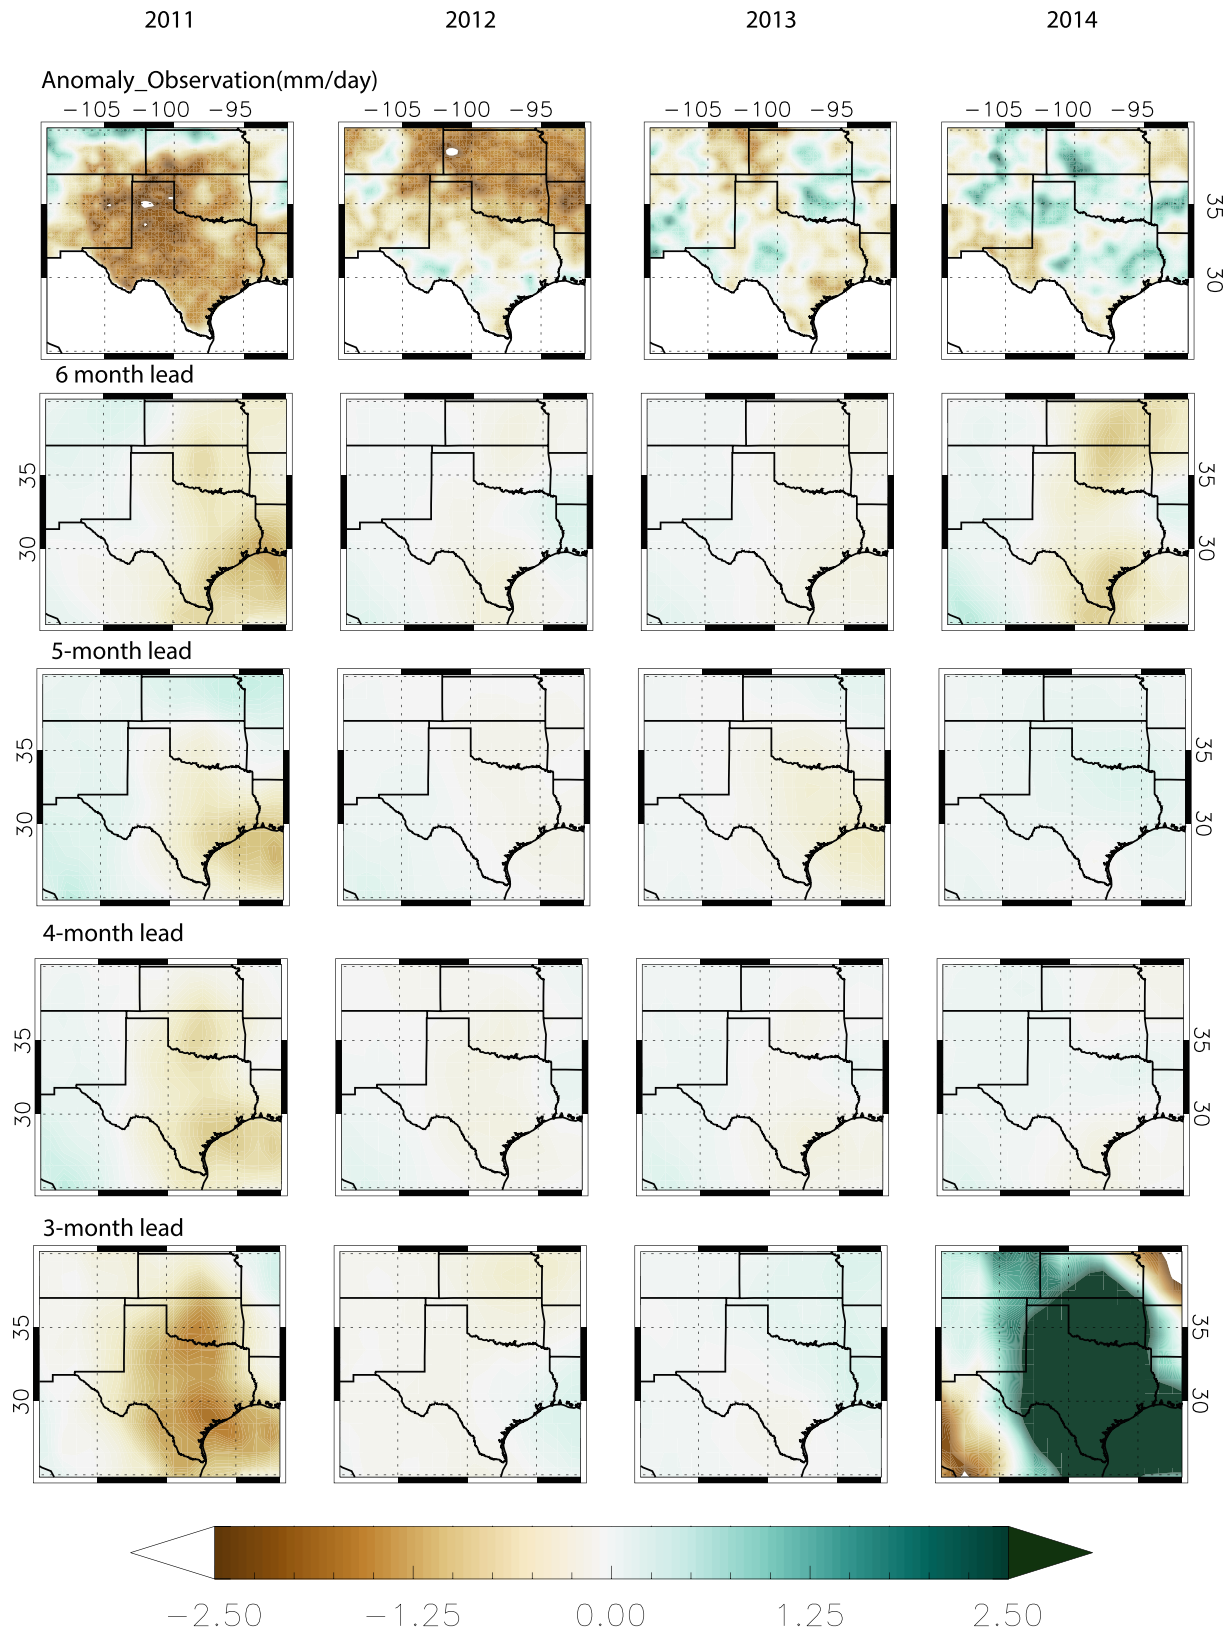 2011 2012 2013 2014
Anomaly_Observation(mm/day)
−105 −100 −95 −105 −100 −95 −105 −100 −95 −105 −100 −95
35
30
6 month lead
35 35
30 30
5-month lead
35 35
30 30
4-month lead
35 35
30 30
3-month lead
35 35
30 30
−2.50 −1.25 0.00 1.25 2.50